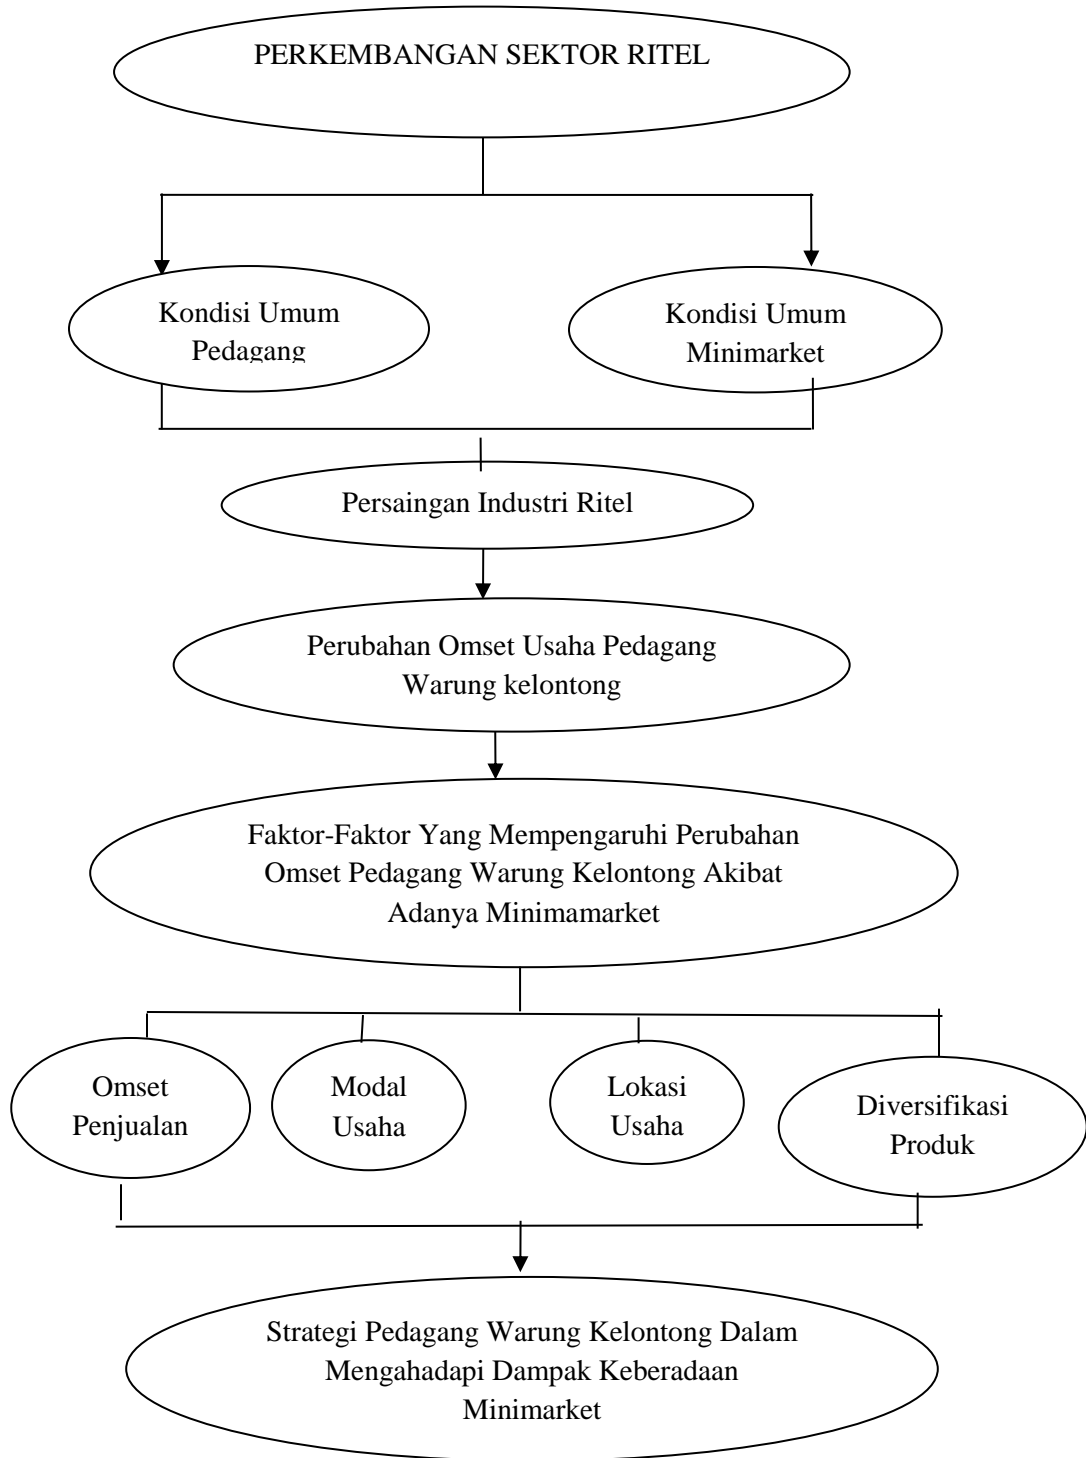 PERKEMBANGAN SEKTOR RITEL
Kondisi Umum
Pedagang
Kondisi Umum
Minimarket
Persaingan Industri Ritel
Perubahan Omset Usaha Pedagang
Warung kelontong
Faktor-Faktor Yang Mempengaruhi Perubahan
Omset Pedagang Warung Kelontong Akibat
Adanya Minimamarket
Omset
Penjualan
Modal
Usaha
Lokasi
Usaha
Diversifikasi
Produk
Strategi Pedagang Warung Kelontong Dalam
Mengahadapi Dampak Keberadaan
Minimarket